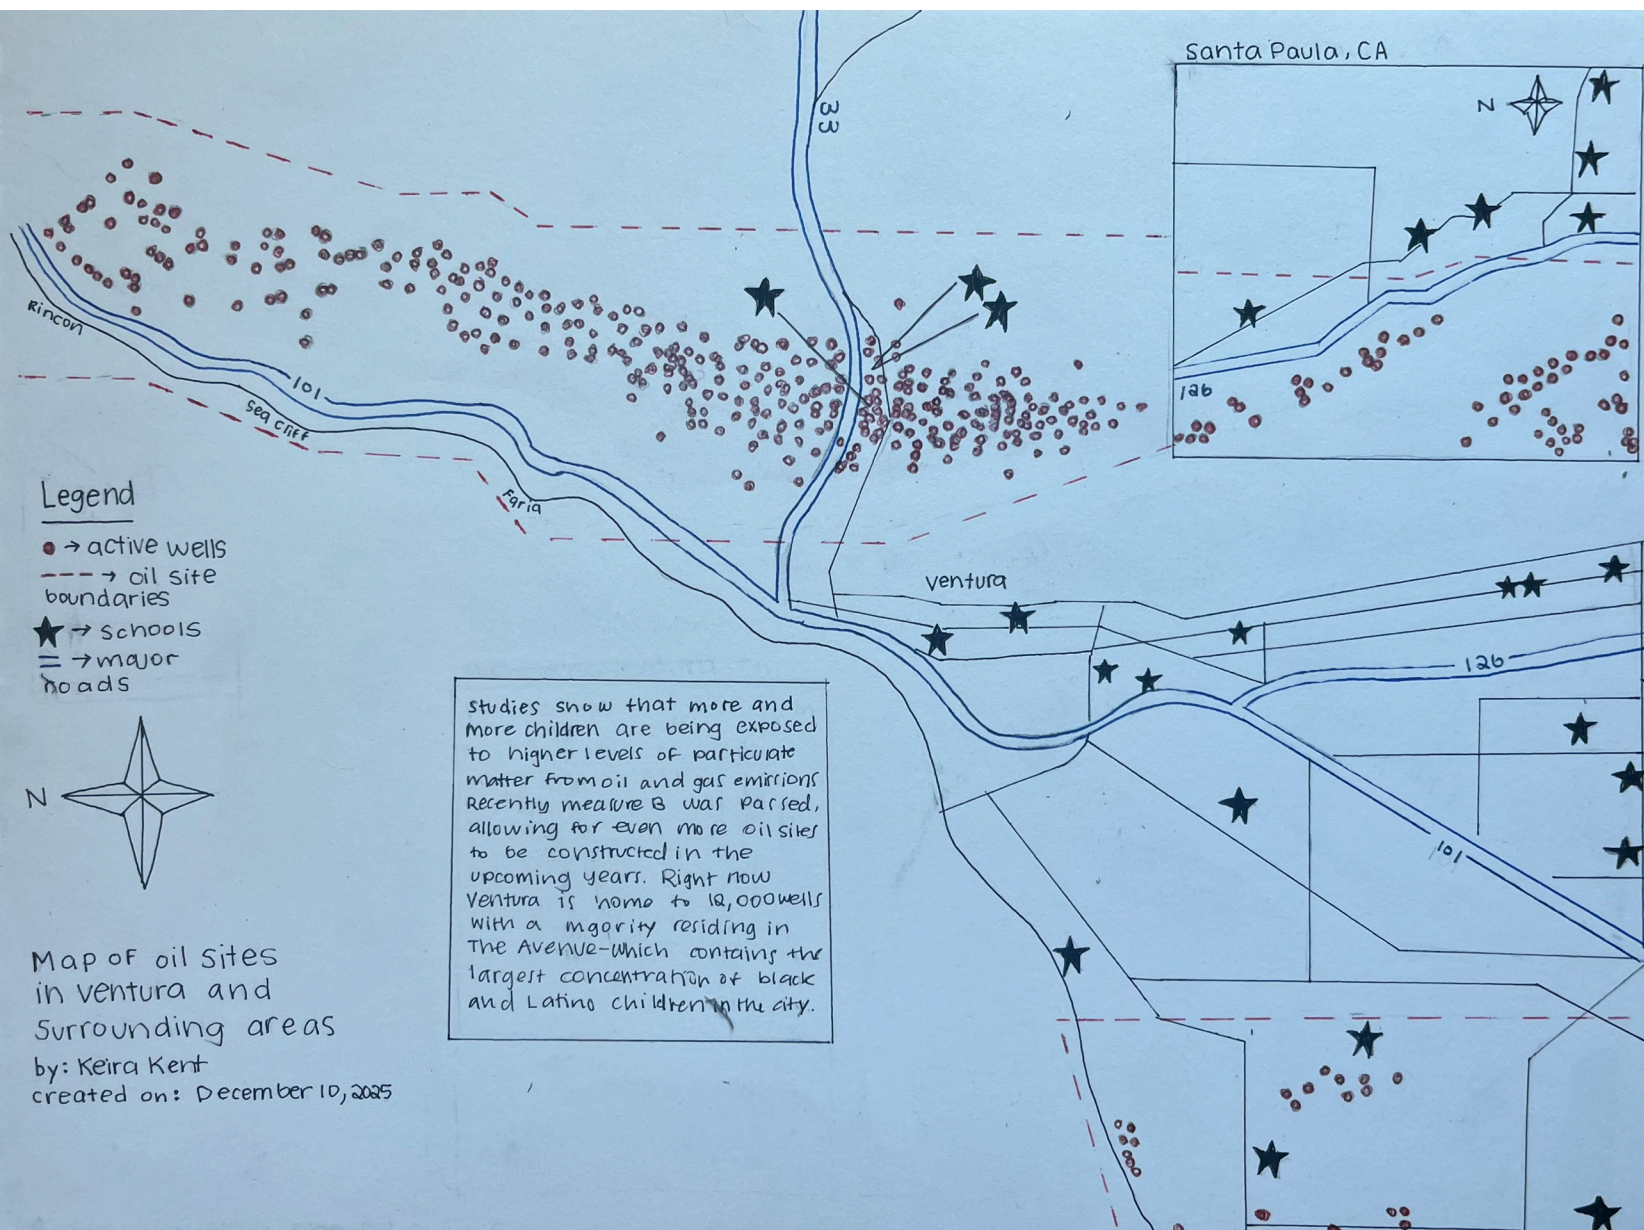 Santa Paula, CA
N
126
33
Rincon
101
Sea cliff
Faria
Legend
→ active wells
→ oil site
boundaries
→ schools
→ major
roads
N
Ventura
126
101
Studies show that more and
more children are being exposed
to higher levels of particulate
matter from oil and gas emissions
Recently measure B was passed,
allowing for even more oil sites
to be constructed in the
upcoming years. Right now
Ventura is home to 12,000 wells
with a mgority residing in
The Avenue-which contains the
largest concentration of black
and Latino children in the city.
Map of oil sites
in ventura and
surrounding areas
by: Keira Kent
created on: December 10, 2025